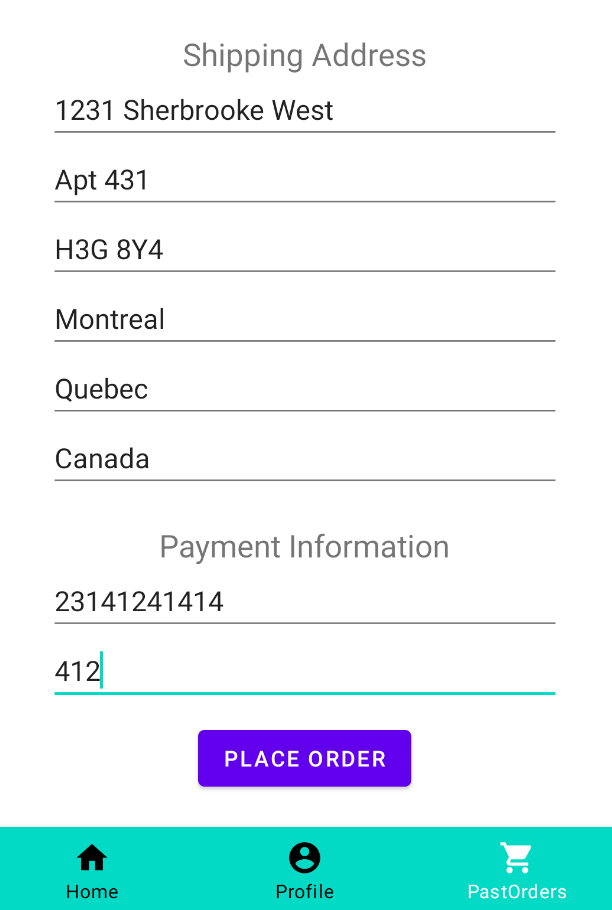 Shipping Address
1231 Sherbrooke West
Apt 431
H3G 8Y4
Montreal
Quebec
Canada
Payment Information
23141241414
412
PLACE ORDER
Home Profile PastOrders